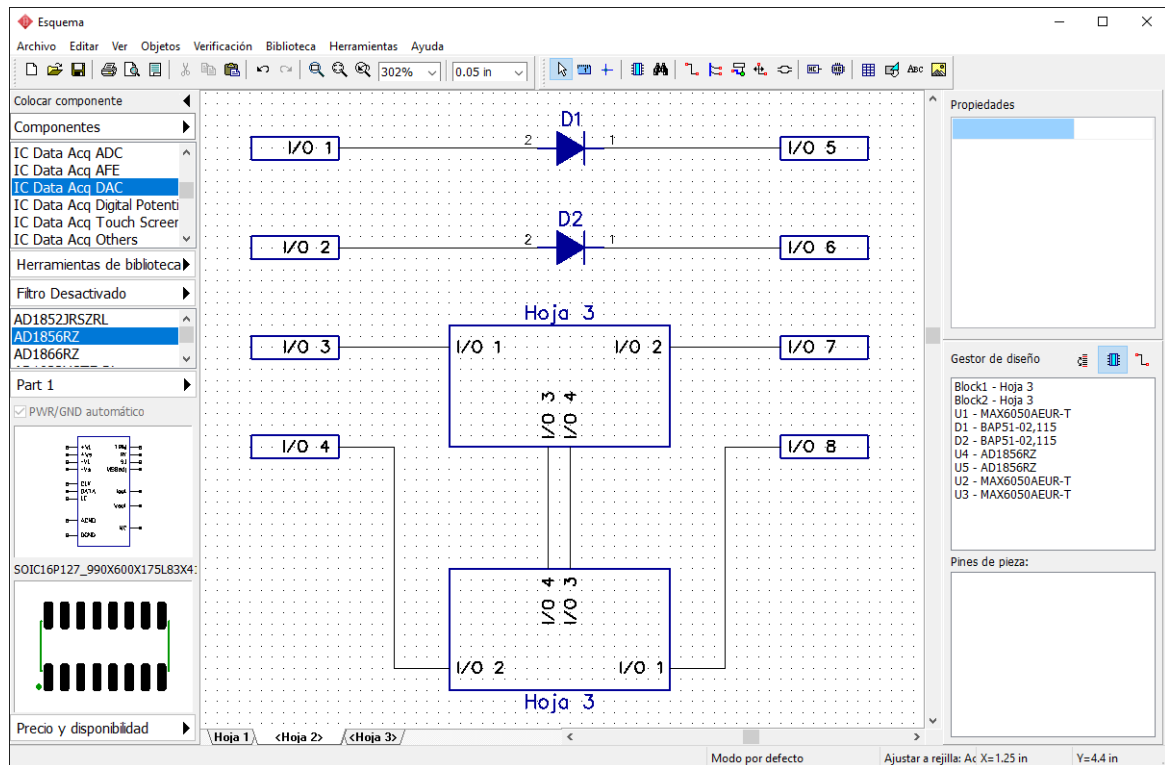 Esquema
Archivo Editar Ver Objetos Verificación Biblioteca Herramientas Ayuda
302% 0.05 in
Colocar componente
Componentes
IC Data Acq ADC
IC Data Acq AFE
IC Data Acq DAC
IC Data Acq Digital Potenti
IC Data Acq Touch Screer
IC Data Acq Others
Herramientas de biblioteca
Filtro Desactivado
AD1852JRSZRL
AD1856RZ
AD1866RZ
Part 1
PWR/GND automático
SOIC16P127_990X600X175L83X4
Precio y disponibilidad
D1
I/O 1 2 1 I/O 5
D2
I/O 2 2 1 I/O 6
Hoja 3
I/O 3 I/O 1 I/O 2 I/O 7
I/O 3
I/O 4
I/O 4 I/O 8
I/O 4
I/O 3
I/O 2 I/O 1
Hoja 3
Hoja 1 <Hoja 2> <Hoja 3>
Propiedades
Gestor de diseño
Block1 - Hoja 3
Block2 - Hoja 3
U1 - MAX6050AEUR-T
D1 - BAP51-02,115
D2 - BAP51-02,115
U4 - AD1856RZ
U5 - AD1856RZ
U2 - MAX6050AEUR-T
U3 - MAX6050AEUR-T
Pines de pieza:
Modo por defecto Ajustar a rejilla: Ac X=1.25 in Y=4.4 in